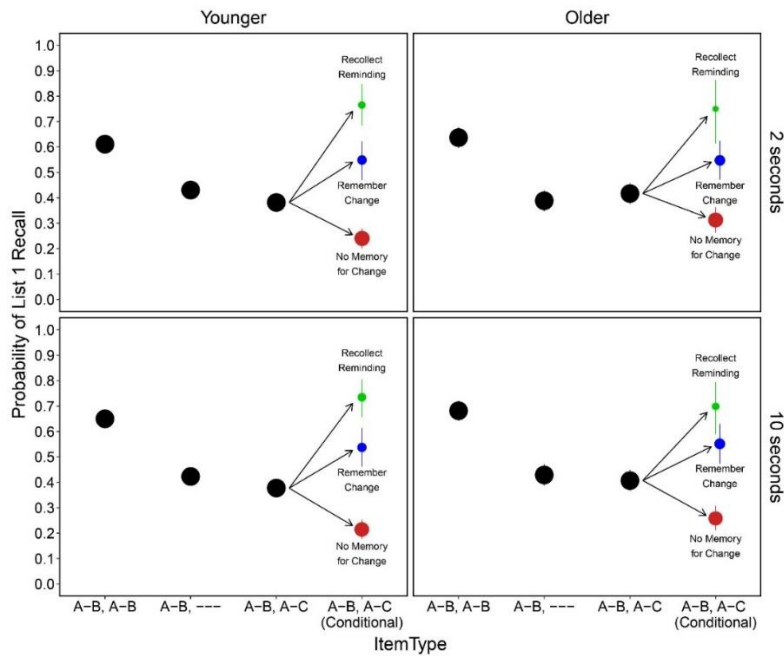 Younger
Older
Probability of List 1 Recall
1.0
0.9
0.8
0.7
0.6
0.5
0.4
0.3
0.2
0.1
0.0
Recollect
Reminding
Remember
Change
No Memory
for Change
Recollect
Reminding
Remember
Change
No Memory
for Change
2 seconds
1.0
0.9
0.8
0.7
0.6
0.5
0.4
0.3
0.2
0.1
0.0
Recollect
Reminding
Remember
Change
No Memory
for Change
Recollect
Reminding
Remember
Change
No Memory
for Change
10 seconds
A−B, A−B
A−B, −−−
A−B, A−C
A−B, A−C
(Conditional)
A−B, A−B
A−B, −−−
A−B, A−C
A−B, A−C
(Conditional)
ItemType